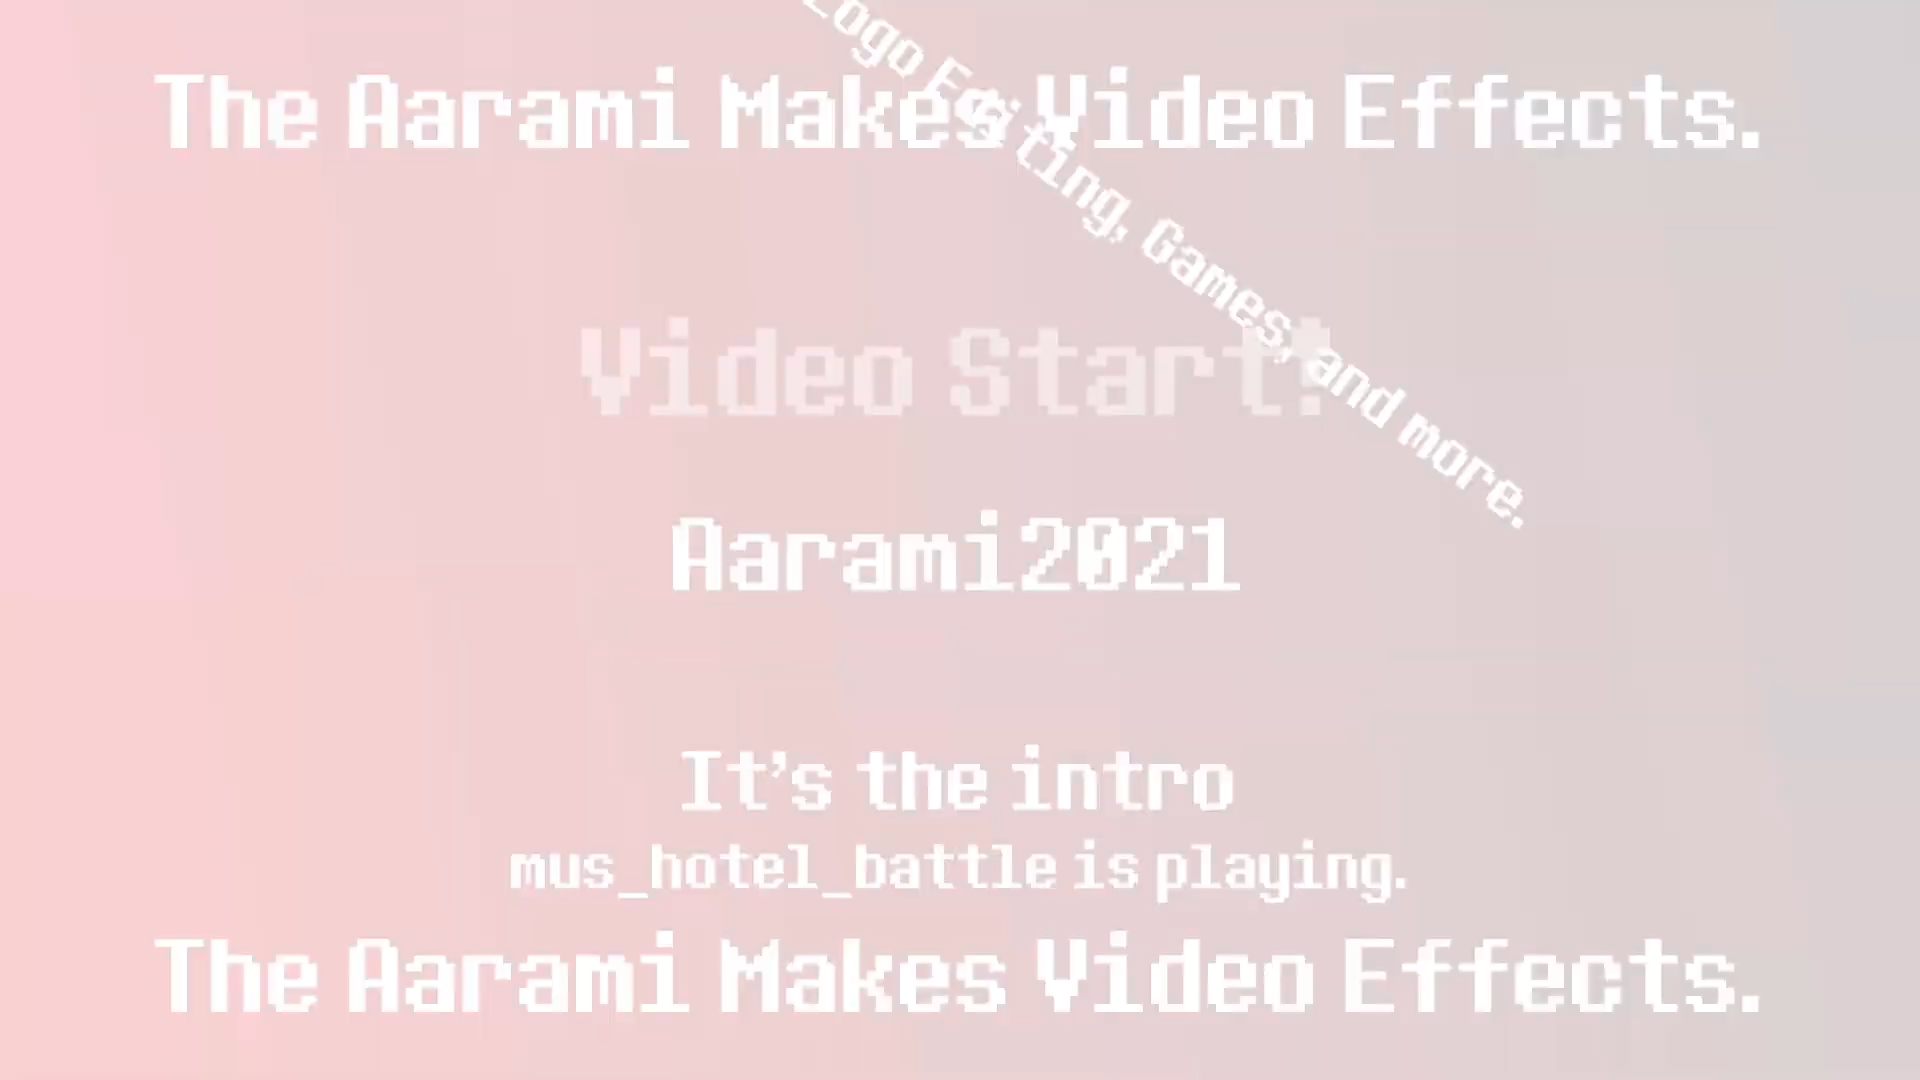 The Aarami Makes Video Effects.
Logo Editing, Games, and more.
Video Start!
Aarami2021
It's the intro
mus_hotel_battle is playing.
The Aarami Makes Video Effects.